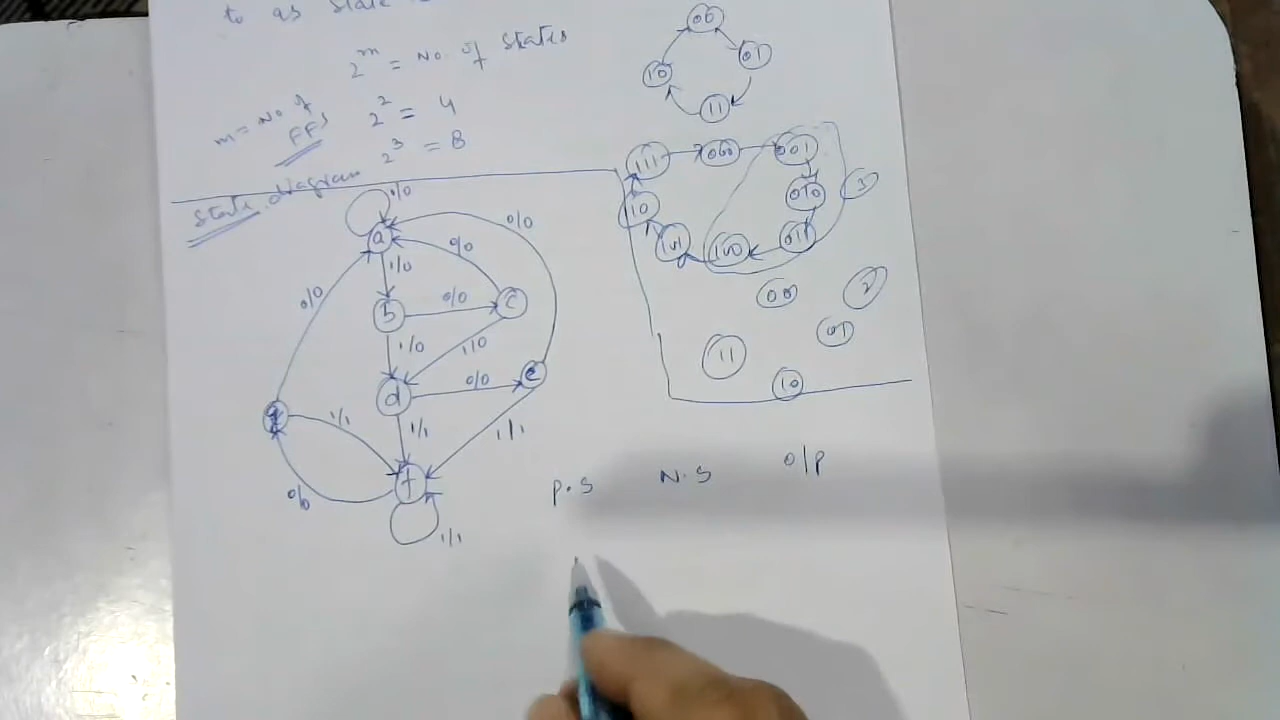 to as state
2^m = No. of states
m = No of FFs
2^2 = 4
2^3 = 8
State diagram
00
01
11
10
111
000
001
010
011
100
101
10
3
00
2
01
11
10
0/0
a
0/0
0/0
1/0
0/0
b
0/0
c
1/0
1/0
d
0/0
e
g
1/1
1/1
1/1
0/0
f
1/1
P.S N.S O/P